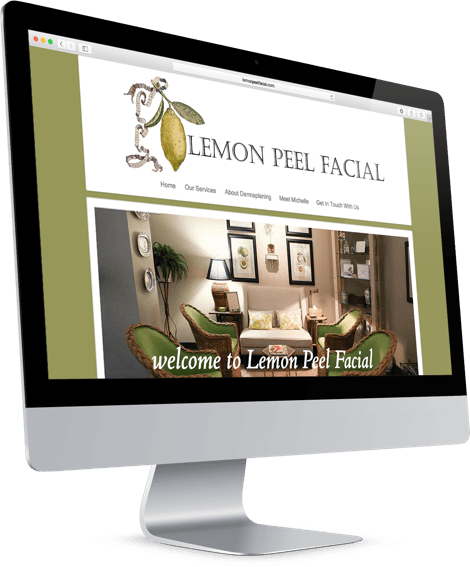 lemonpeelfacial.com
LEMON PEEL FACIAL
Home Our Services About Dermaplaning Meet Michelle Get In Touch With Us
welcome to Lemon Peel Facial